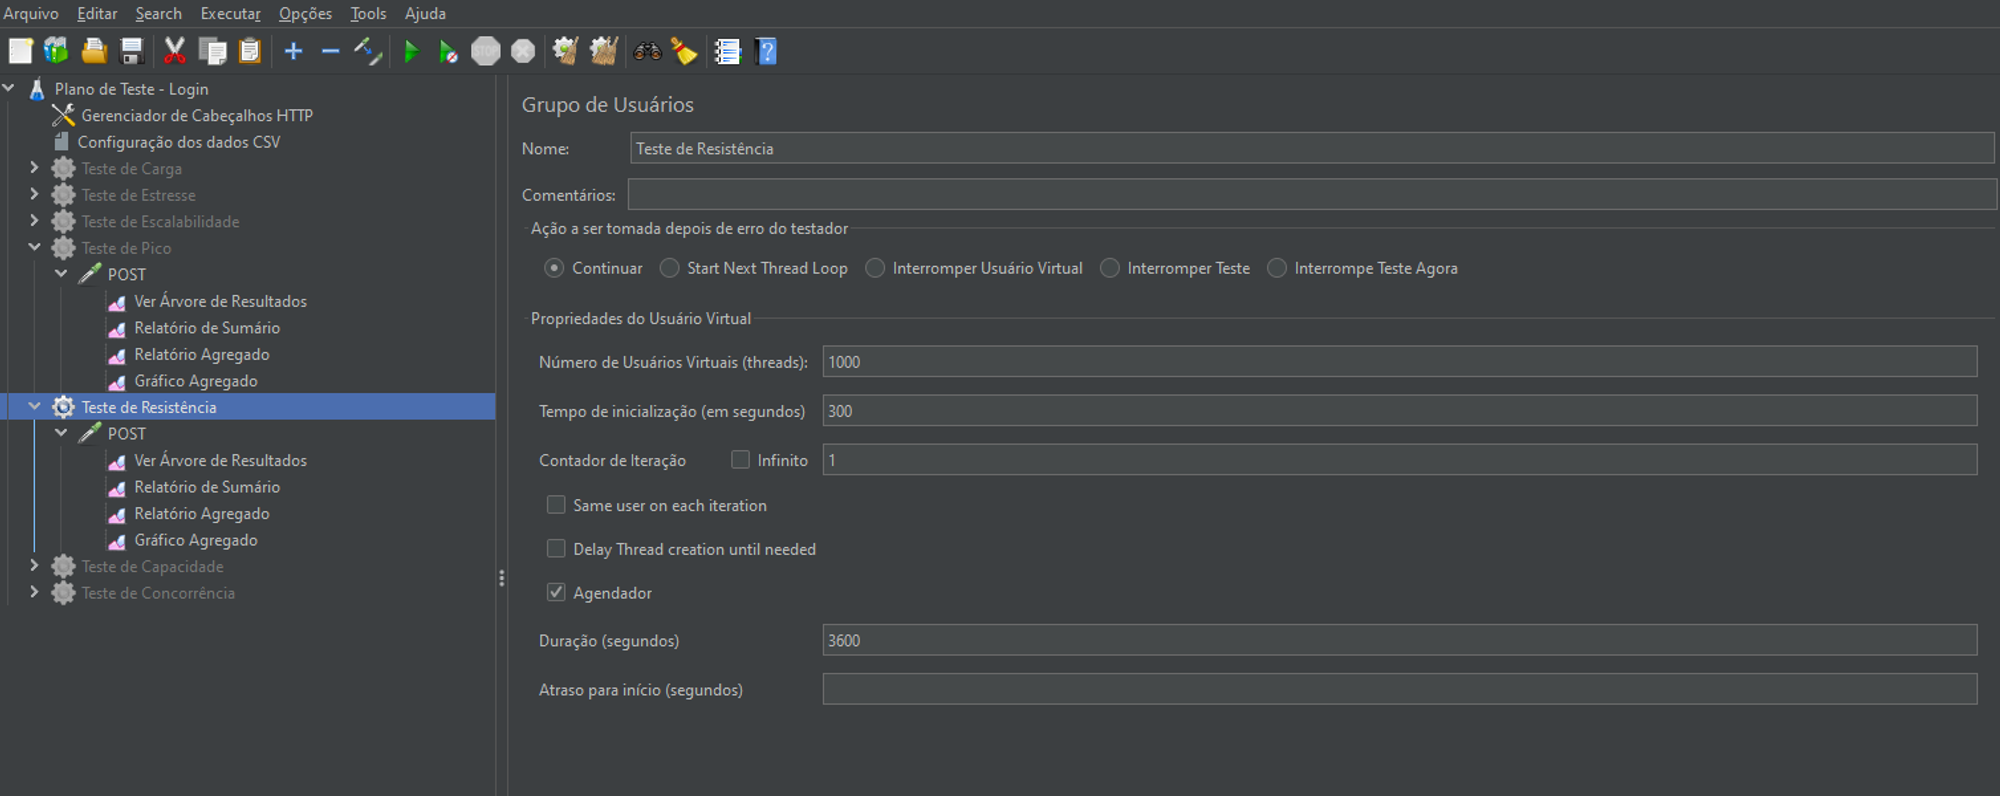 Arquivo Editar Search Executar Opções Tools Ajuda
STOP
Plano de Teste - Login
Gerenciador de Cabeçalhos HTTP
Configuração dos dados CSV
Teste de Carga
Teste de Estresse
Teste de Escalabilidade
Teste de Pico
POST
Ver Árvore de Resultados
Relatório de Sumário
Relatório Agregado
Gráfico Agregado
Teste de Resistência
POST
Ver Árvore de Resultados
Relatório de Sumário
Relatório Agregado
Gráfico Agregado
Teste de Capacidade
Teste de Concorrência
Grupo de Usuários
Nome: Teste de Resistência
Comentários:
Ação a ser tomada depois de erro do testador
Continuar Start Next Thread Loop Interromper Usuário Virtual Interromper Teste Interrompe Teste Agora
Propriedades do Usuário Virtual
Número de Usuários Virtuais (threads): 1000
Tempo de inicialização (em segundos) 300
Contador de Iteração Infinito 1
Same user on each iteration
Delay Thread creation until needed
Agendador
Duração (segundos) 3600
Atraso para início (segundos)